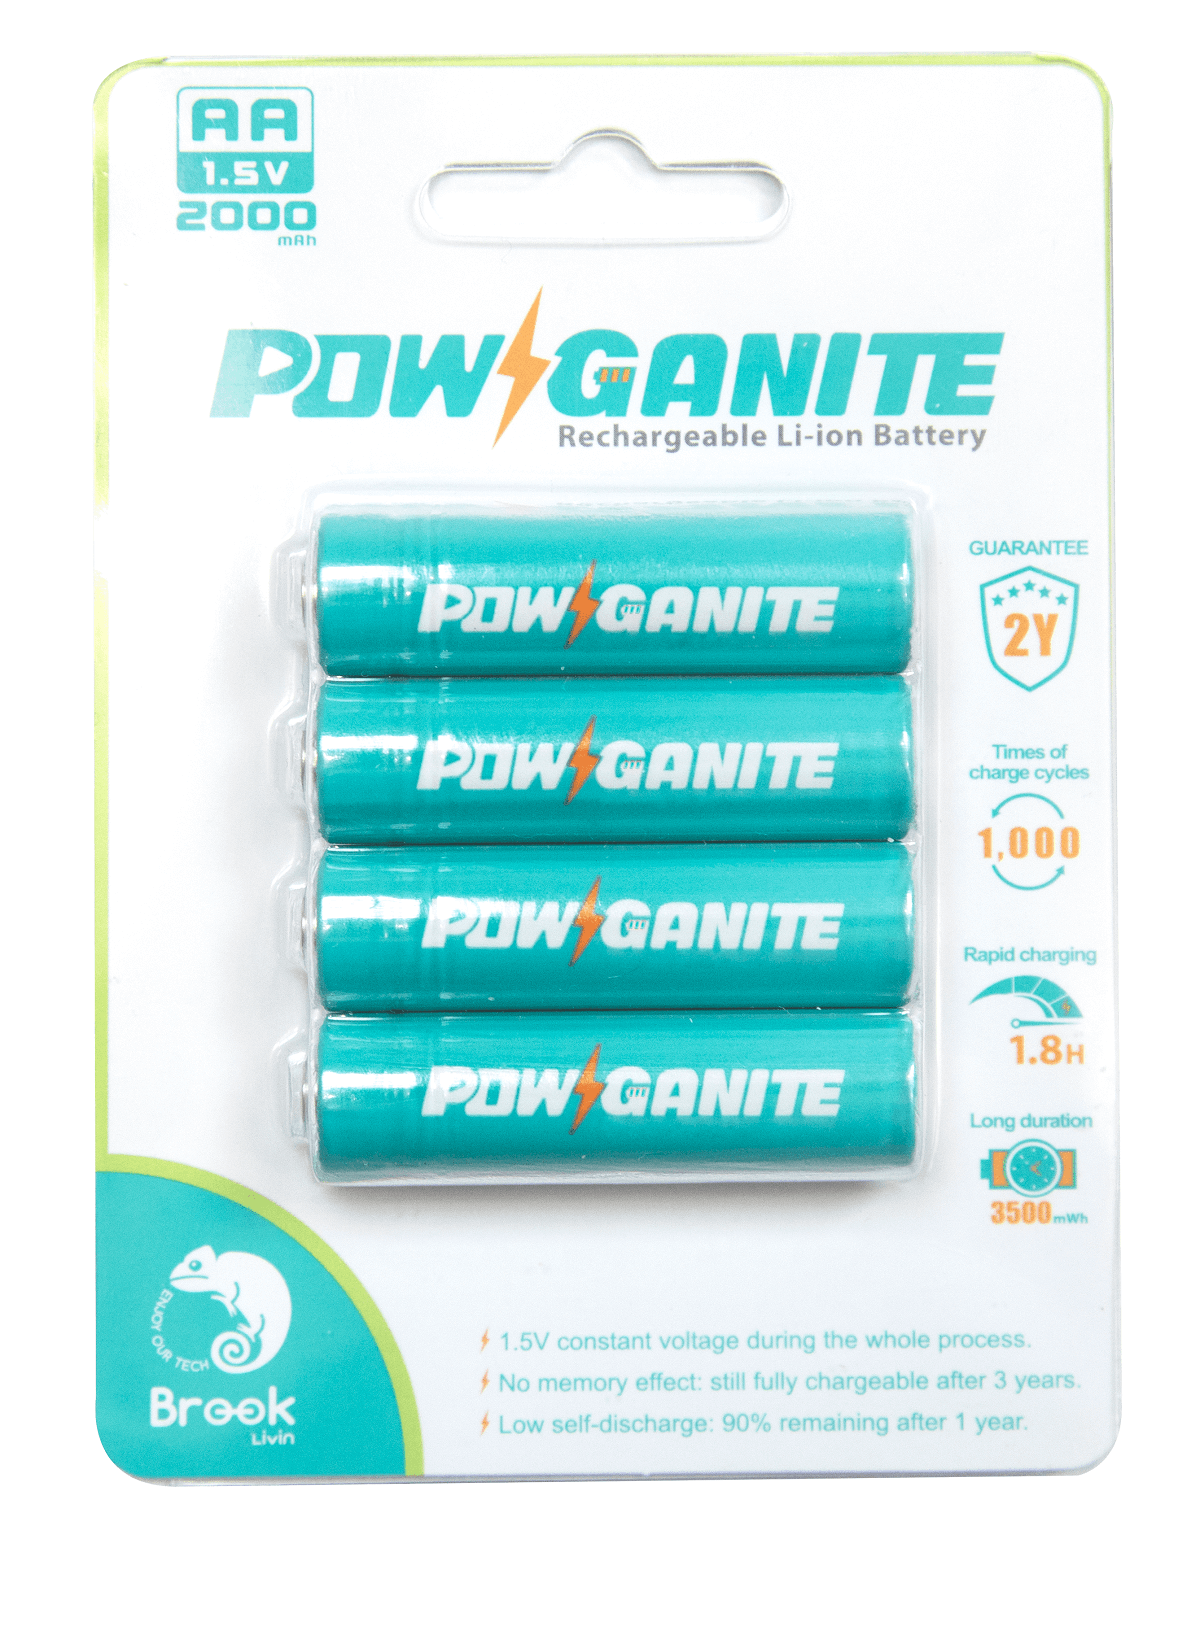 AA
1.5V
2000
mAh
POWGANITE
Rechargeable Li-ion Battery
POWGANITE
POWGANITE
POWGANITE
POWGANITE
GUARANTEE
2Y
Times of
charge cycles
1,000
Rapid charging
1.8H
Long duration
3500mWh
1.5V constant voltage during the whole process.
No memory effect: still fully chargeable after 3 years.
Low self-discharge: 90% remaining after 1 year.
ENJOY OUR TECH
Brook
Livin